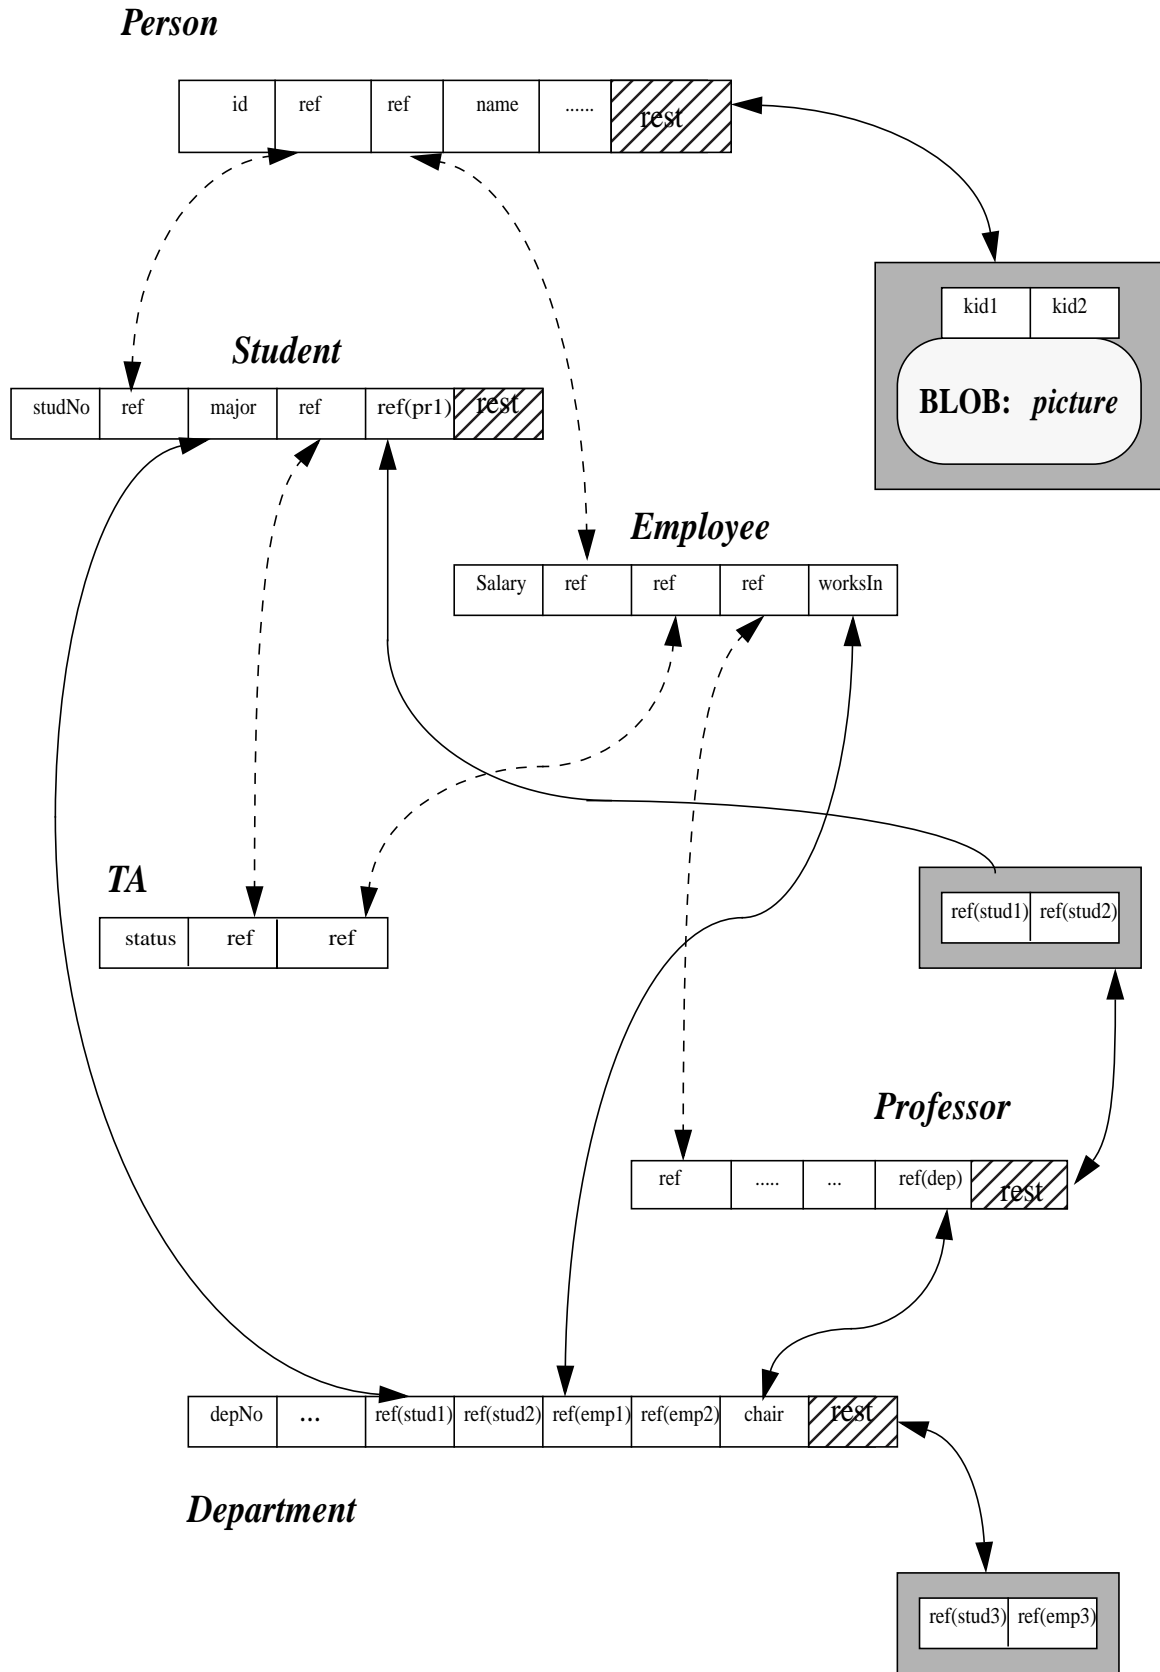 Person
id ref ref name ...... rest
kid1 kid2
BLOB: picture
Student
studNo ref major ref ref(pr1) rest
Employee
Salary ref ref ref worksIn
TA
status ref ref
ref(stud1) ref(stud2)
Professor
ref ..... ... ref(dep) rest
depNo ... ref(stud1) ref(stud2) ref(emp1) ref(emp2) chair rest
Department
ref(stud3) ref(emp3)